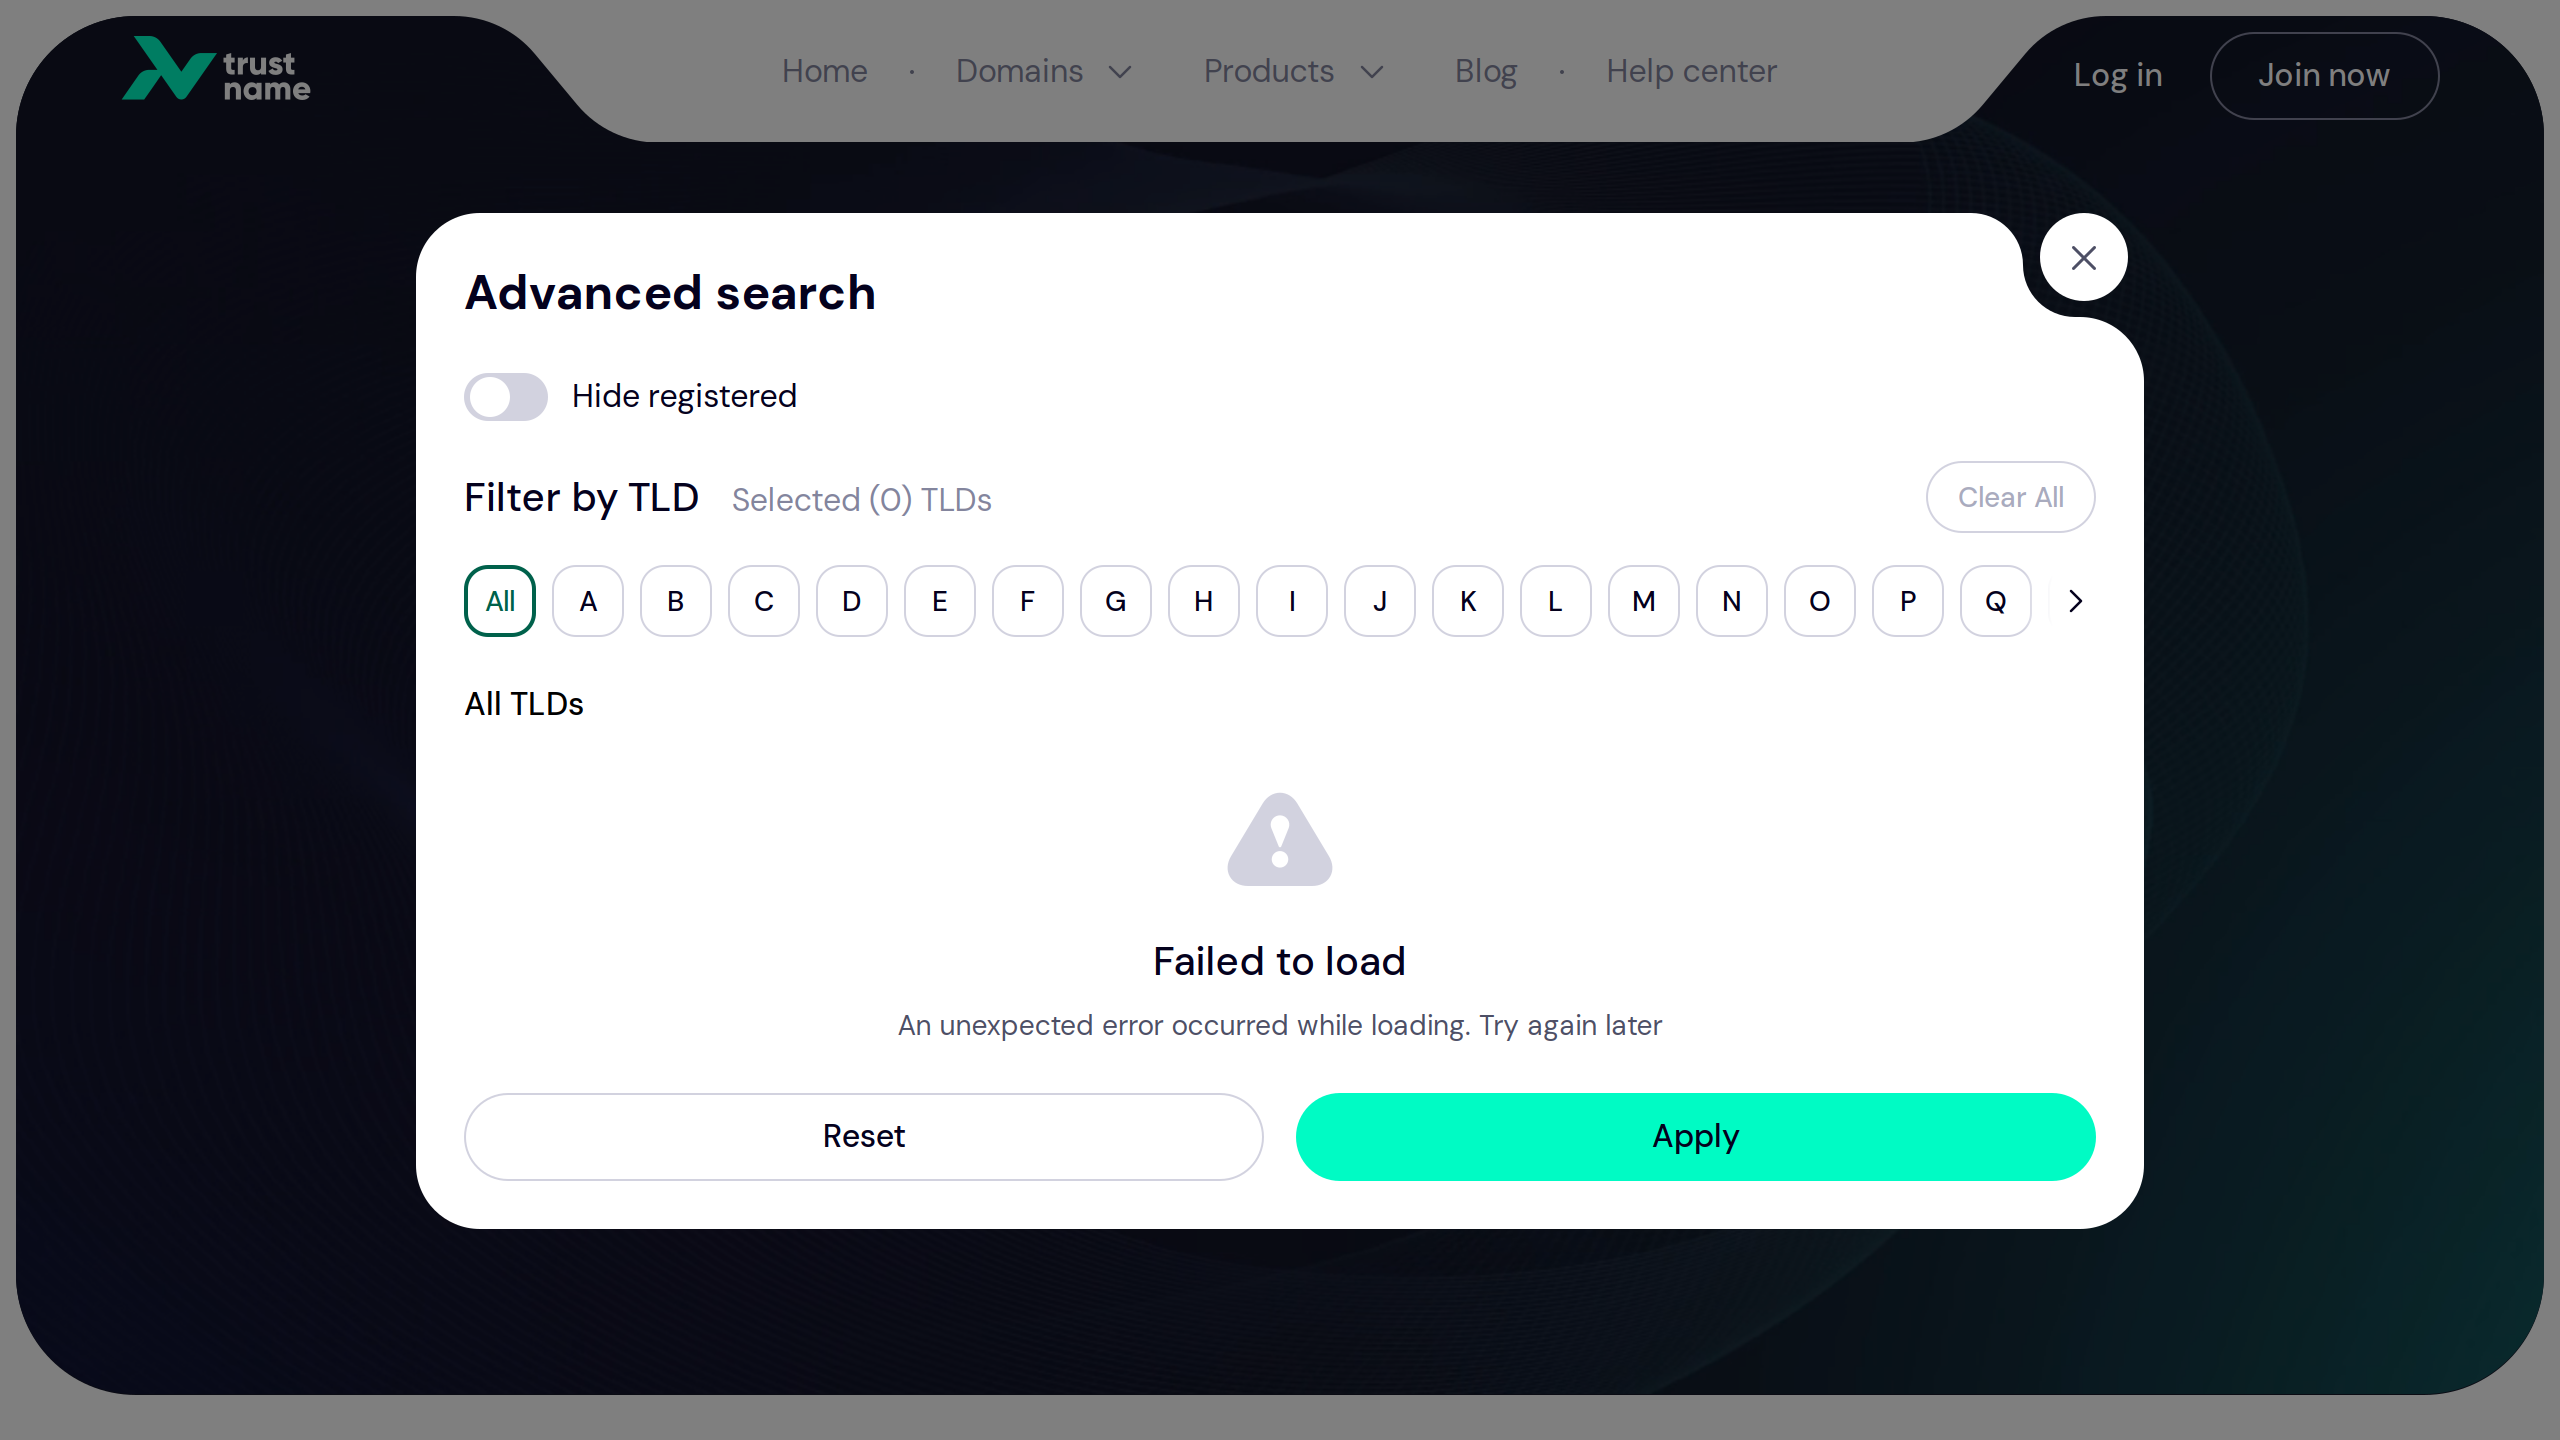 trust
name
Home · Domains Products Blog · Help center
Log in Join now
Advanced search
Hide registered
Filter by TLD Selected (0) TLDs Clear All
All A B C D E F G H I J K L M N O P Q
All TLDs
Failed to load
An unexpected error occurred while loading. Try again later
Reset Apply